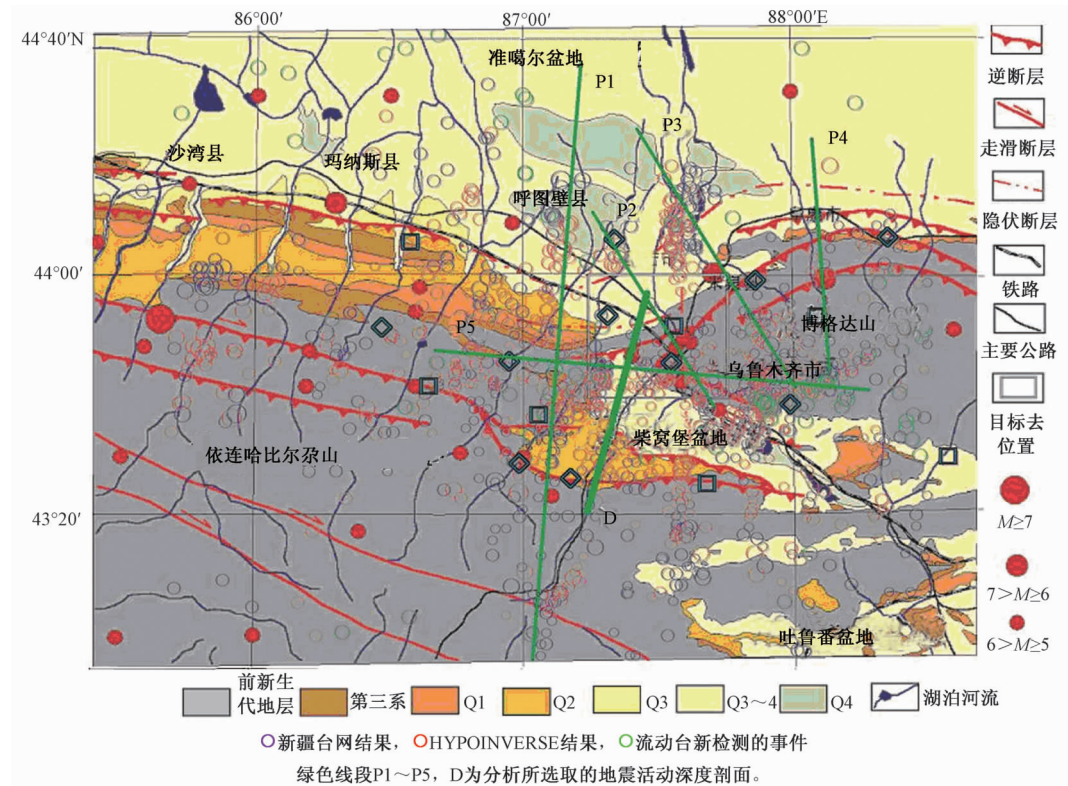 86°00′
87°00′
88°00′E
44°40′N
44°00′
43°20′
准噶尔盆地
P1
P3
P4
沙湾县
玛纳斯县
呼图壁县
P2
P5
博格达山
乌鲁木齐市
依连哈比尔尕山
柴窝堡盆地
D
吐鲁番盆地
逆断层
走滑断层
隐伏断层
铁路
主要公路
目标去
位置
M≥7
7>M≥6
6>M≥5
前新生
代地层
第三系
Q1
Q2
Q3
Q3~4
Q4
湖泊河流
新疆台网结果，HYPOINVERSE结果，流动台新检测的事件
绿色线段P1～P5，D为分析所选取的地震活动深度剖面。